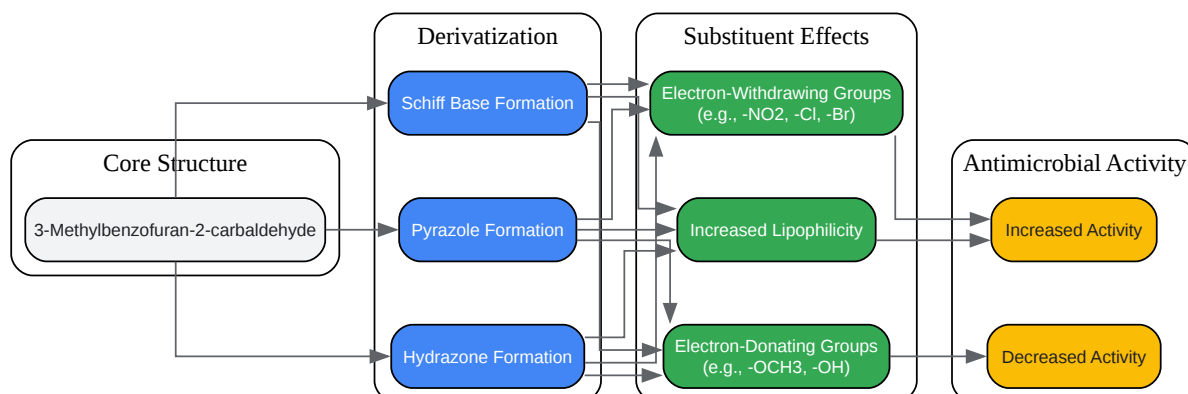 Derivatization
Substituent Effects
Schiff Base Formation
Electron-Withdrawing Groups
(e.g., -NO2, -Cl, -Br)
Core Structure
Antimicrobial Activity
3-Methylbenzofuran-2-carbaldehyde
Pyrazole Formation
Increased Lipophilicity
Increased Activity
Hydrazone Formation
Electron-Donating Groups
(e.g., -OCH3, -OH)
Decreased Activity